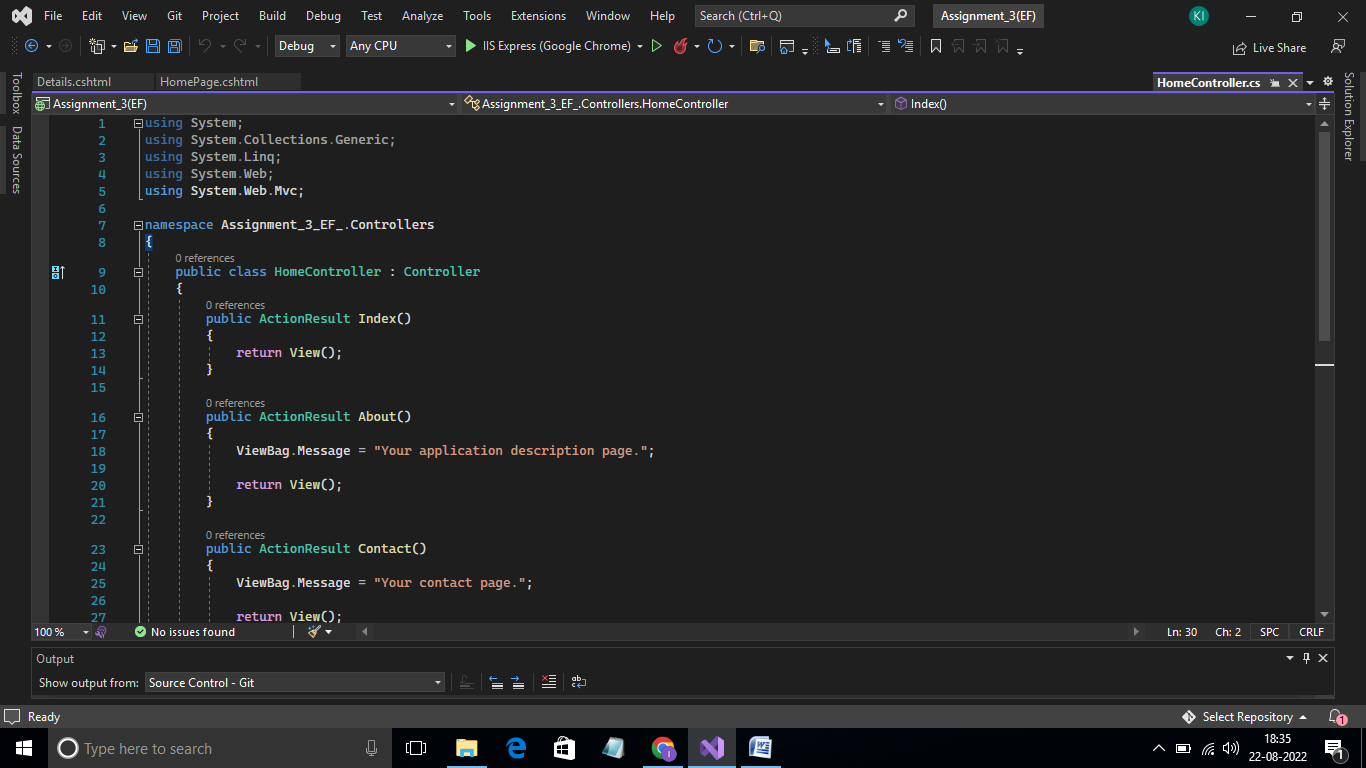 File Edit View Git Project Build Debug Test Analyze Tools Extensions Window Help Search (Ctrl+Q) Assignment_3(EF) KI
Debug Any CPU IIS Express (Google Chrome) Live Share
Toolbox
Data Sources
Details.cshtml HomePage.cshtml HomeController.cs
Solution Explorer
Assignment_3(EF) Assignment_3_EF_.Controllers.HomeController Index()
1 using System;
2 using System.Collections.Generic;
3 using System.Linq;
4 using System.Web;
5 using System.Web.Mvc;
6
7 namespace Assignment_3_EF_.Controllers
8 {
0 references
9 public class HomeController : Controller
10 {
0 references
11 public ActionResult Index()
12 {
13 return View();
14 }
15
0 references
16 public ActionResult About()
17 {
18 ViewBag.Message = "Your application description page.";
19
20 return View();
21 }
22
0 references
23 public ActionResult Contact()
24 {
25 ViewBag.Message = "Your contact page.";
26
27 return View();
100 % No issues found Ln: 30 Ch: 2 SPC CRLF
Output
Show output from: Source Control - Git
Ready Select Repository 1
Type here to search 18:35
22-08-2022 1